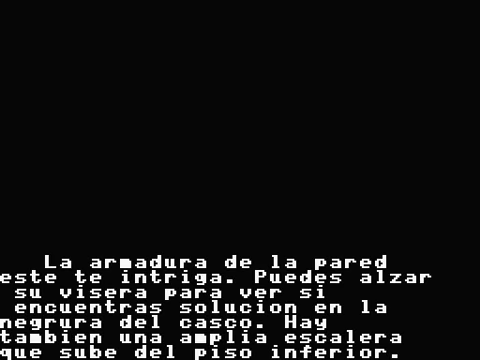 La armadura de la pared
este te intriga. Puedes alzar
su visera para ver si
encuentras solucion en la
negrura del casco. Hay
tambien una amplia escalera
que sube del piso inferior.